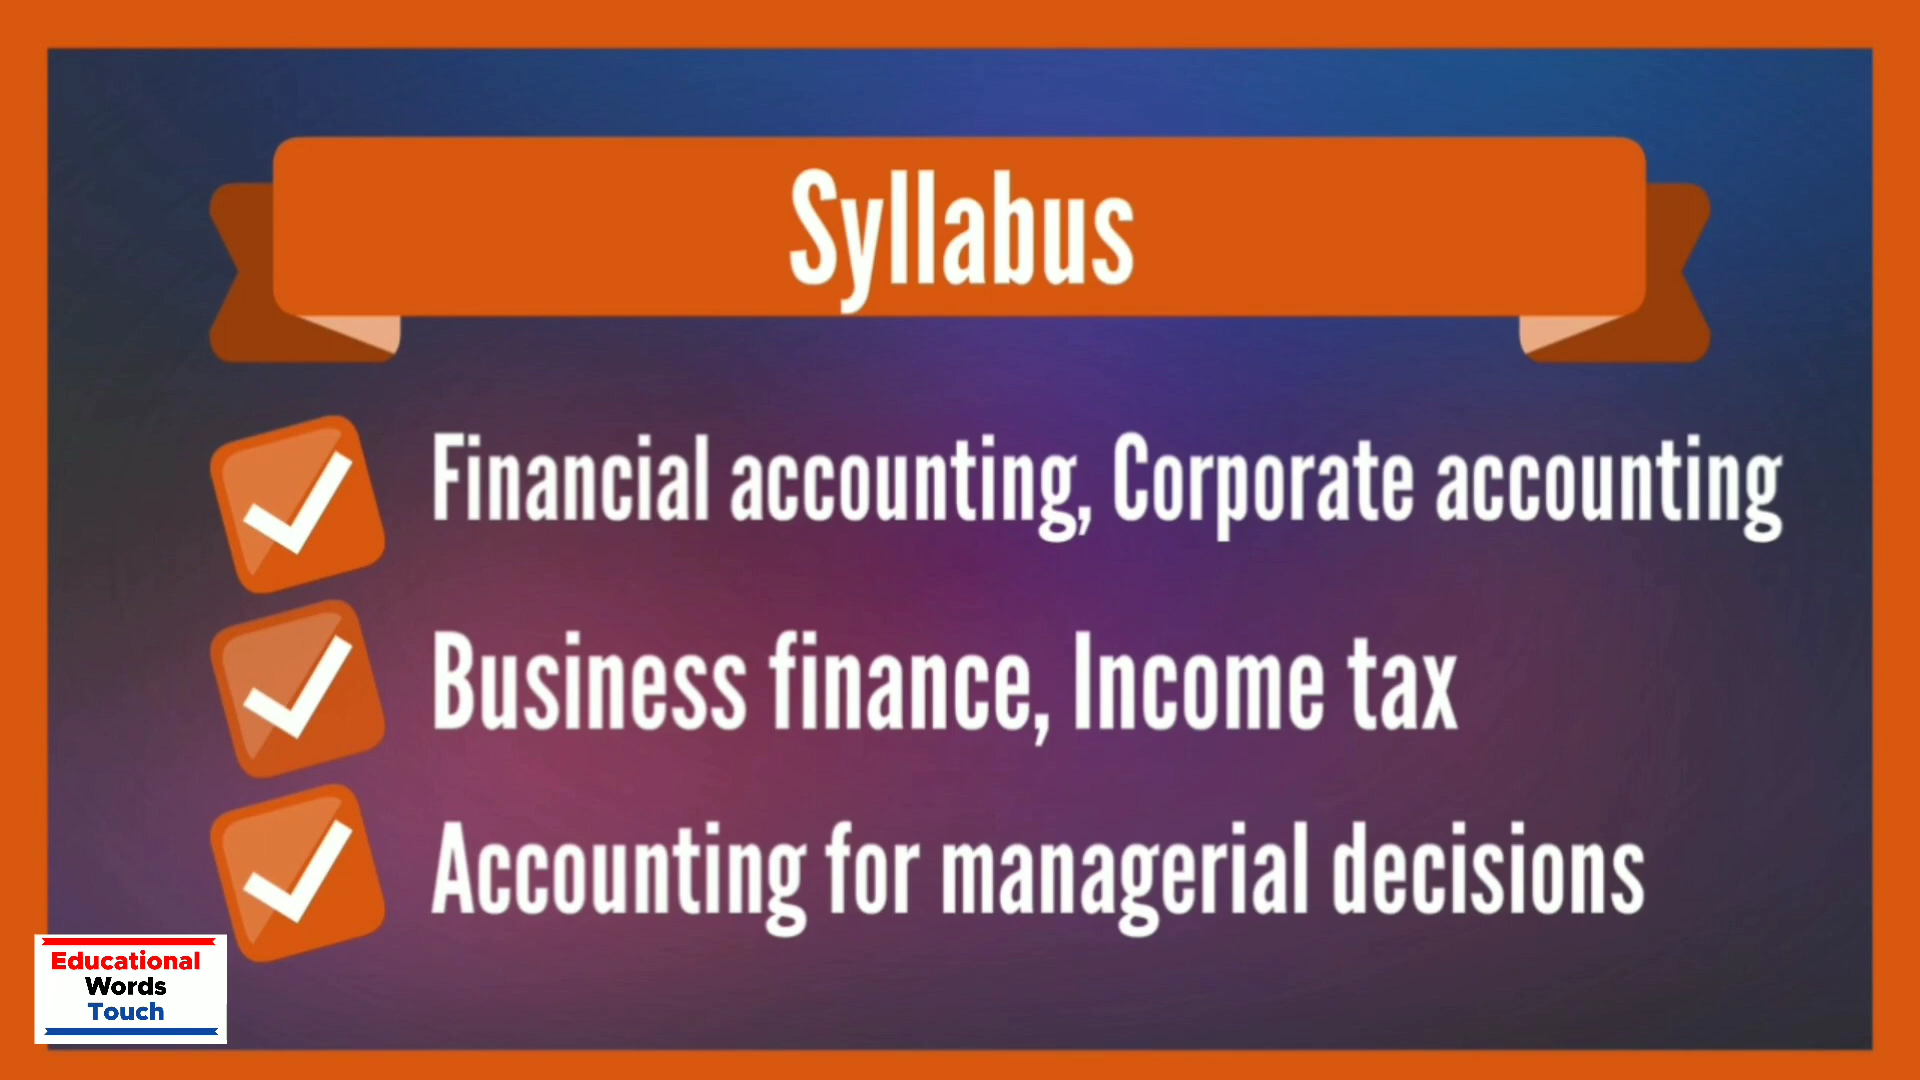 Syllabus
Financial accounting, Corporate accounting
Business finance, Income tax
Accounting for managerial decisions
Educational
Words
Touch